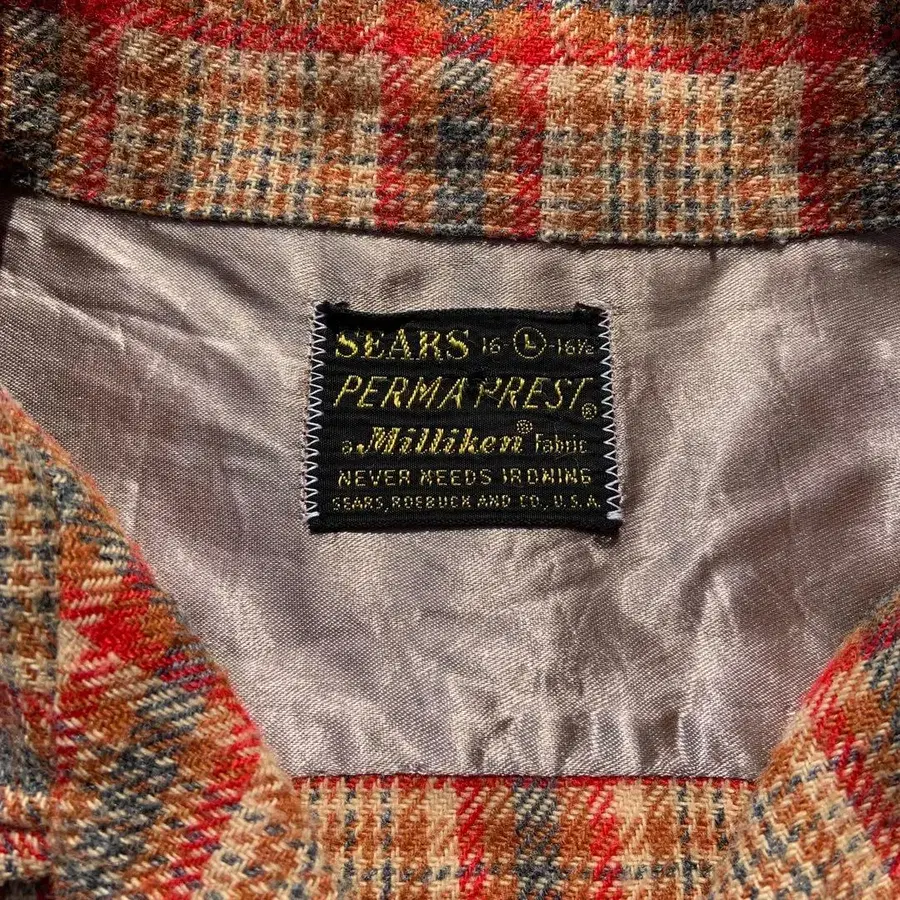 SEARS 16-L-16½
PERMA PREST®
a Milliken® Fabric
NEVER NEEDS IRONING
SEARS, ROEBUCK AND CO., U.S.A.